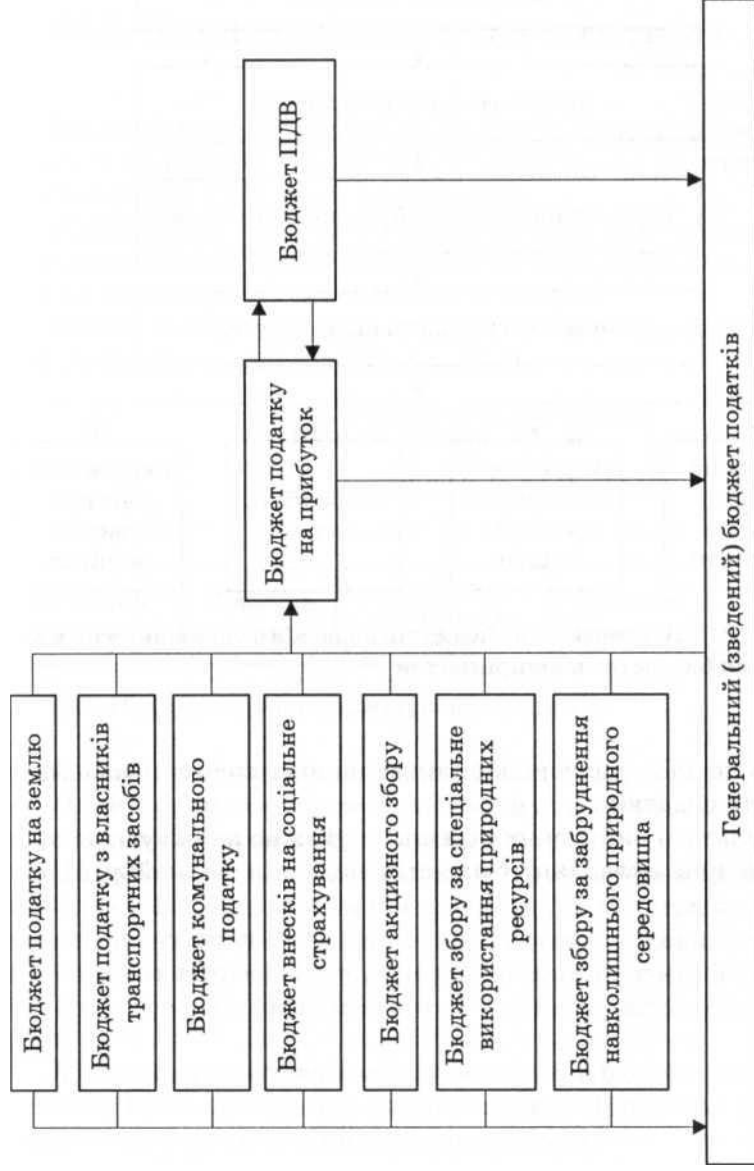 Бюджет податку на землю
Бюджет податку з власників
транспортних засобів
Бюджет комунального
податку
Бюджет внесків на соціальне
страхування
Бюджет акцизного збору
Бюджет збору за спеціальне
використання природних
ресурсів
Бюджет збору за забруднення
навколишнього природного
середовища
Бюджет податку
на прибуток
Бюджет ПДВ
Генеральний (зведений) бюджет податків